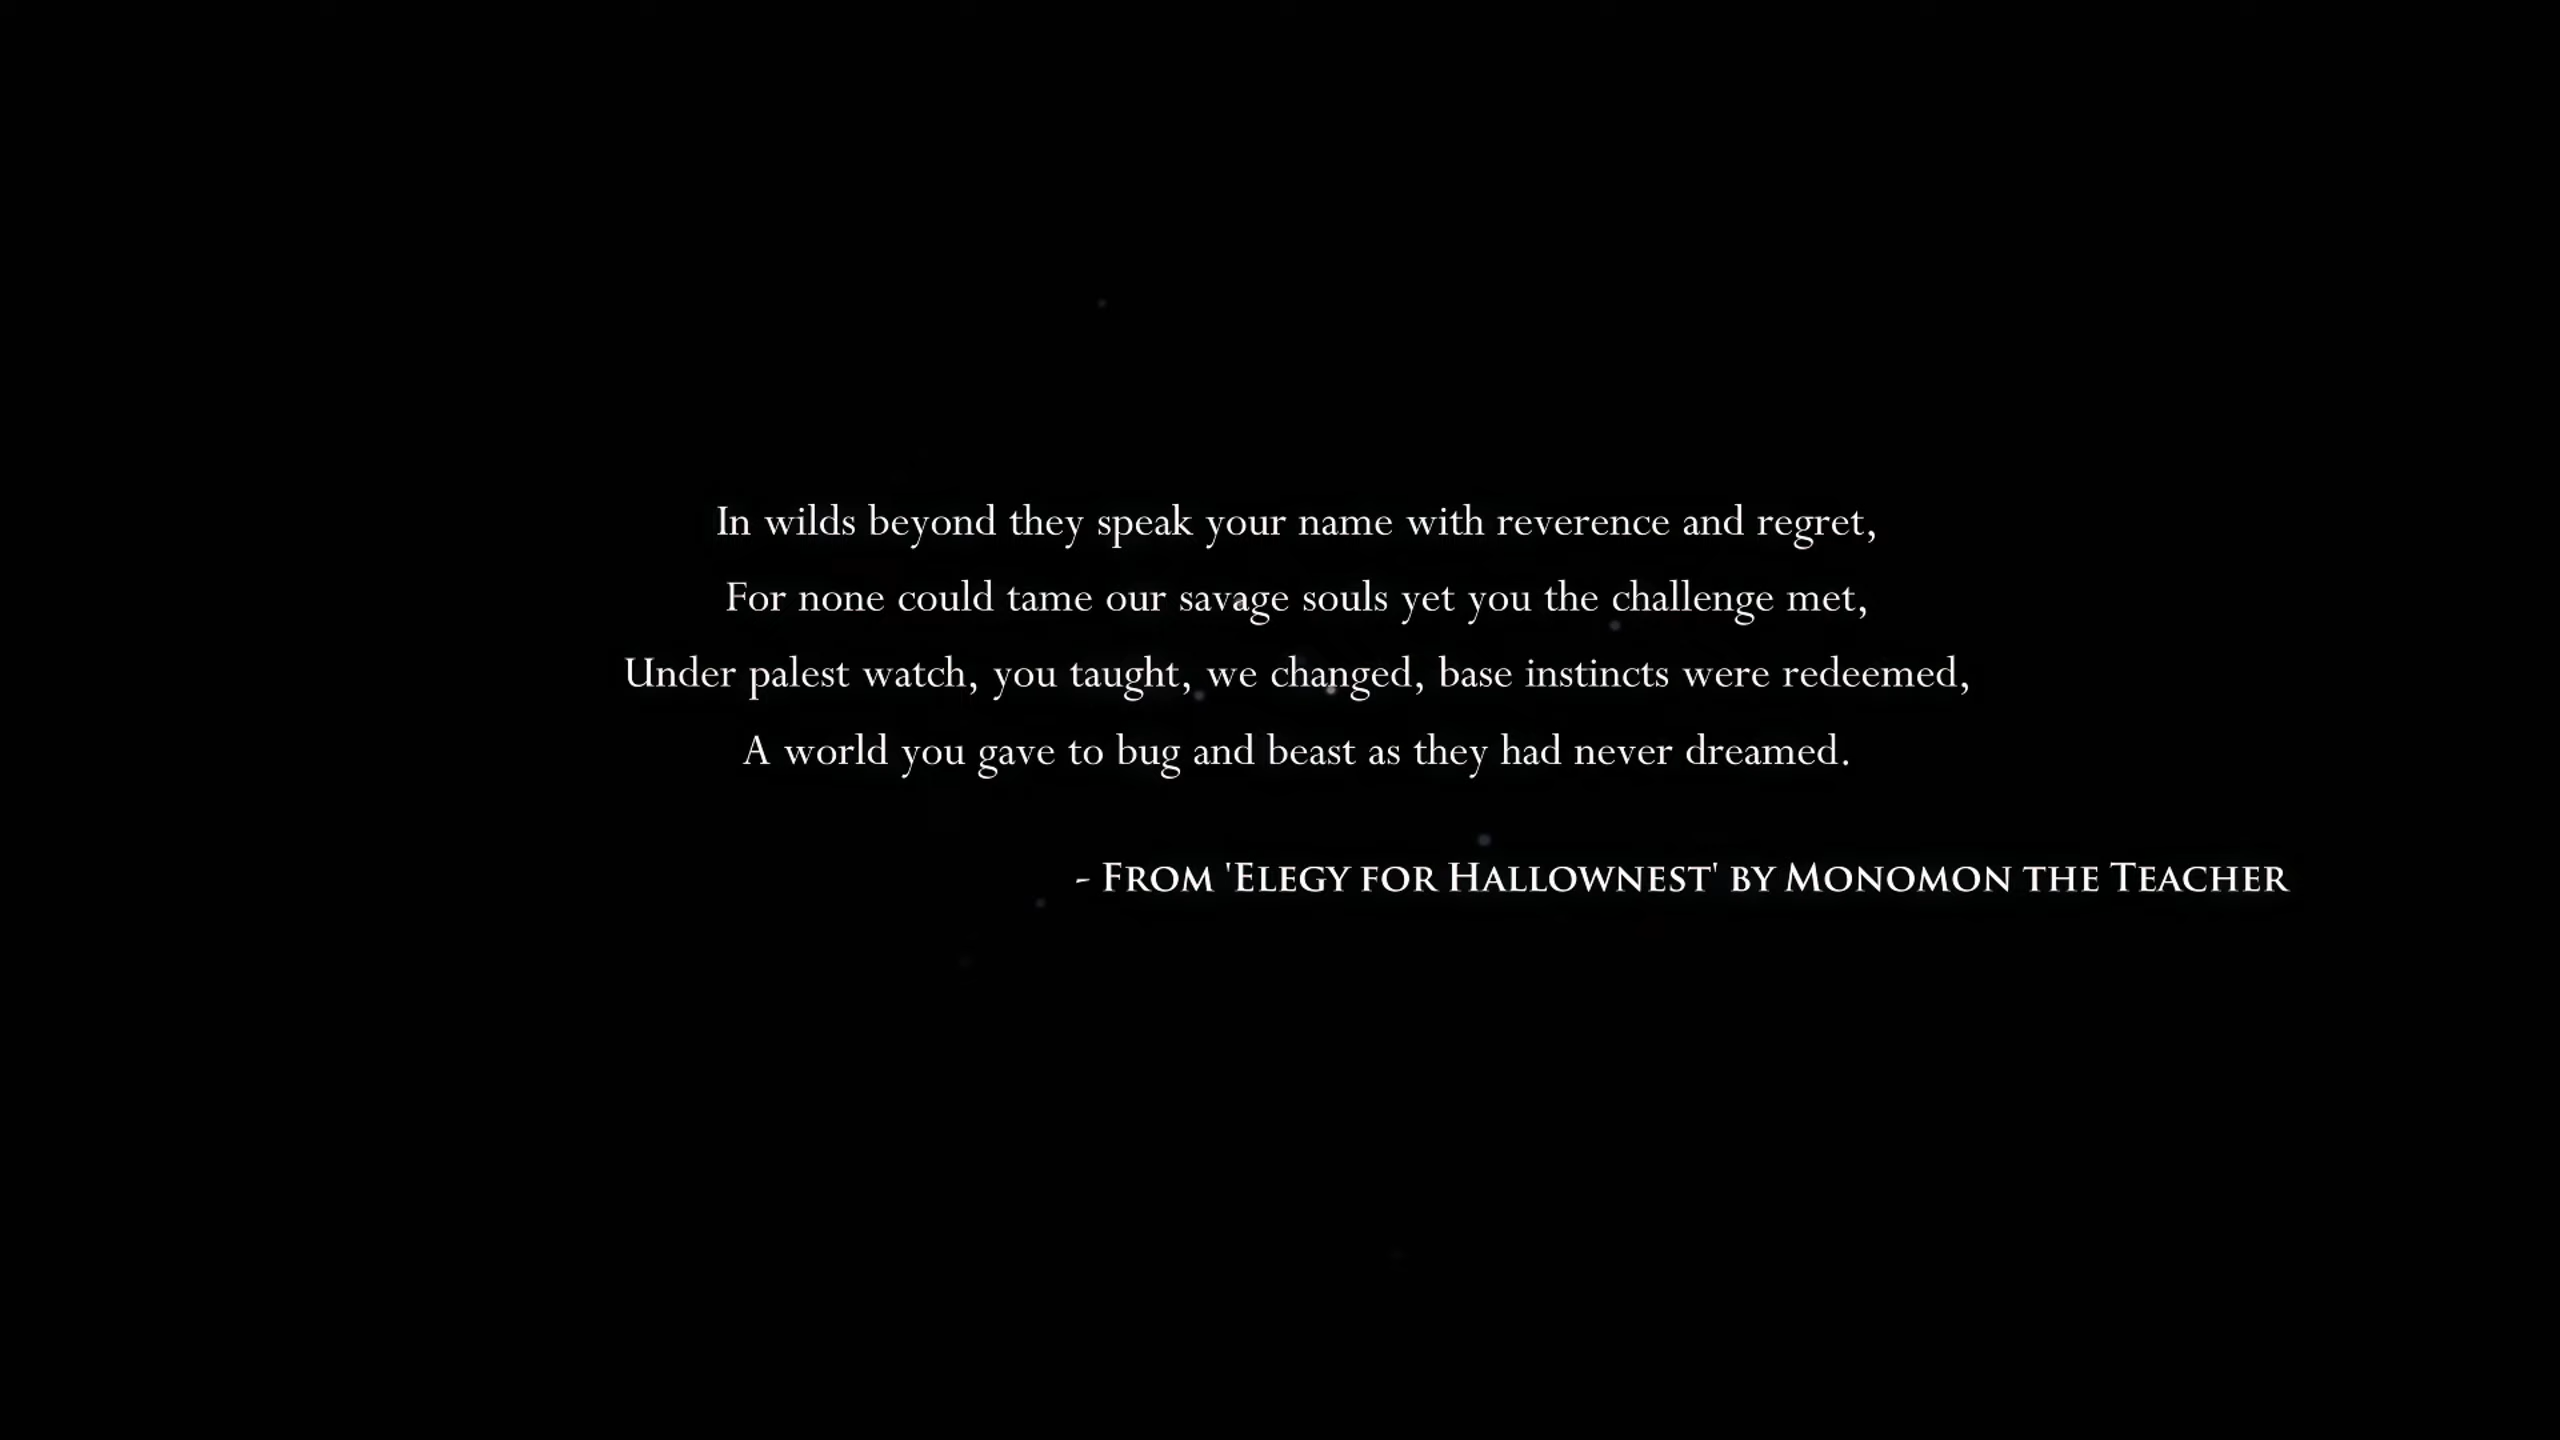 In wilds beyond they speak your name with reverence and regret,
For none could tame our savage souls yet you the challenge met,
Under palest watch, you taught, we changed, base instincts were redeemed,
A world you gave to bug and beast as they had never dreamed.
- From 'Elegy for Hallownest' by Monomon the Teacher